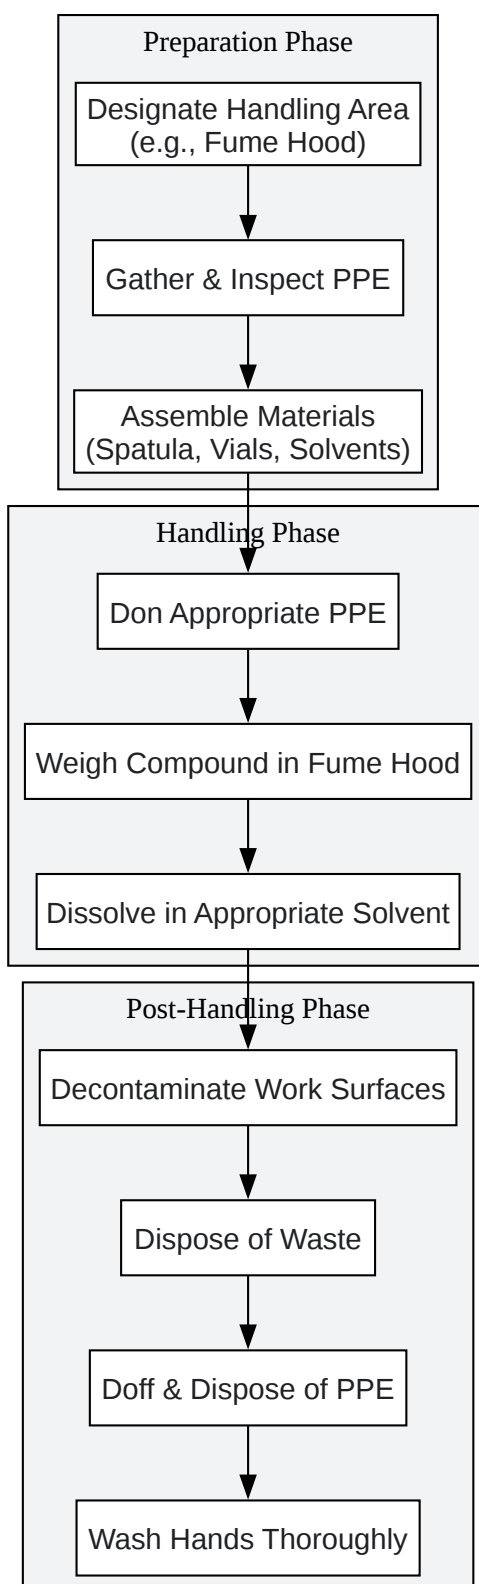 Preparation Phase
Designate Handling Area
(e.g., Fume Hood)
Gather & Inspect PPE
Assemble Materials
(Spatula, Vials, Solvents)
Handling Phase
Don Appropriate PPE
Weigh Compound in Fume Hood
Dissolve in Appropriate Solvent
Post-Handling Phase
Decontaminate Work Surfaces
Dispose of Waste
Doff & Dispose of PPE
Wash Hands Thoroughly